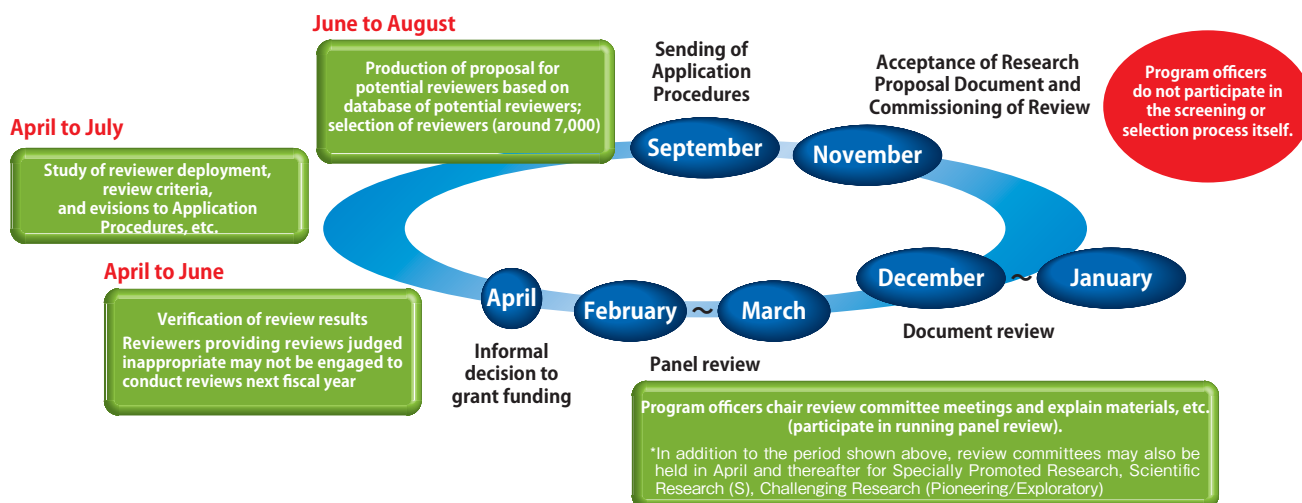 June to August
Production of proposal for
potential reviewers based on
database of potential reviewers;
selection of reviewers (around 7,000)
Sending of
Application
Procedures
September
Acceptance of Research
Proposal Document and
Commissioning of Review
November
Program officers
do not participate in
the screening or
selection process itself.
April to July
Study of reviewer deployment,
review criteria,
and evisions to Application
Procedures, etc.
April to June
Verification of review results
Reviewers providing reviews judged
inappropriate may not be engaged to
conduct reviews next fiscal year
April
Informal
decision to
grant funding
February ~ March
Panel review
December ~ January
Document review
Program officers chair review committee meetings and explain materials, etc.
(participate in running panel review).
*In addition to the period shown above, review committees may also be
held in April and thereafter for Specially Promoted Research, Scientific
Research (S), Challenging Research (Pioneering/Exploratory)